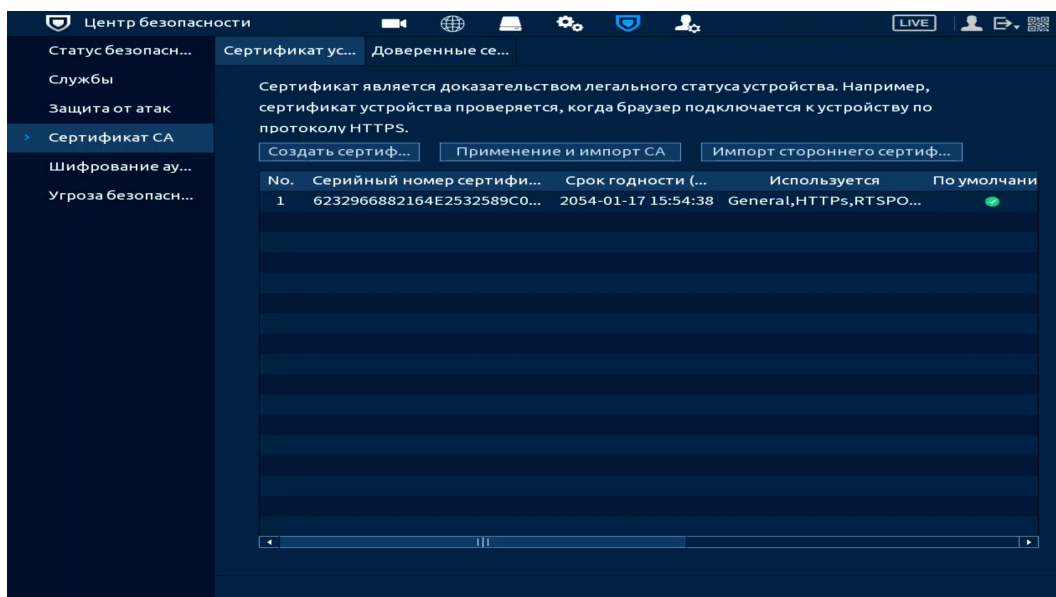 Центр безопасности
LIVE
Статус безопасн...
Службы
Защита от атак
Сертификат CA
Шифрование ау...
Угроза безопасн...
Сертификат ус... Доверенные се...
Сертификат является доказательством легального статуса устройства. Например,
сертификат устройства проверяется, когда браузер подключается к устройству по
протоколу HTTPS.
Создать сертиф... Применение и импорт CA Импорт стороннего сертиф...
No. Серийный номер сертифи... Срок годности (... Используется По умолчани
1 6232966882164E2532589C0... 2054-01-17 15:54:38 General,HTTPs,RTSPO...